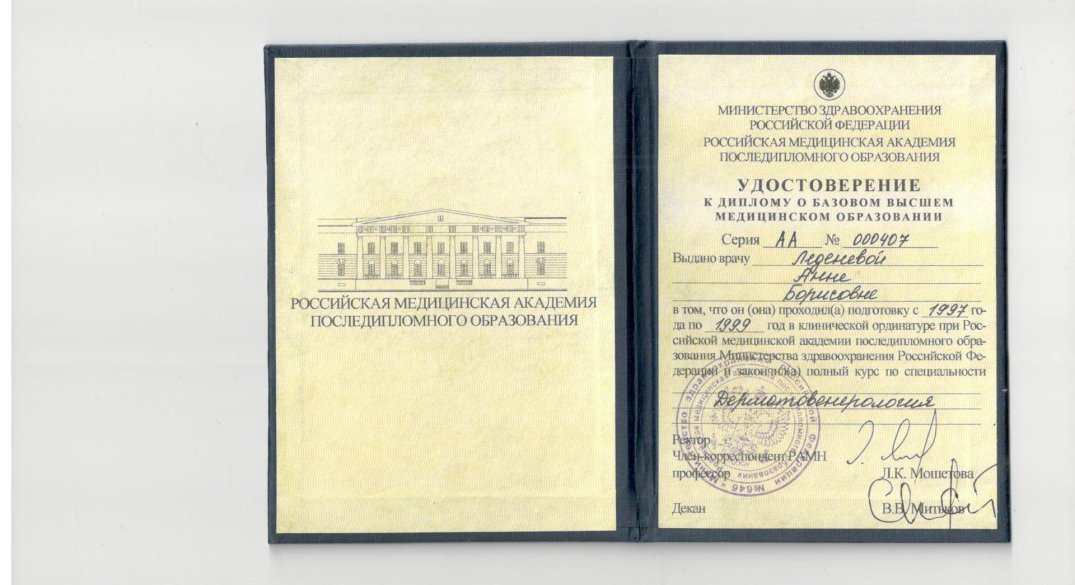 РОССИЙСКАЯ МЕДИЦИНСКАЯ АКАДЕМИЯ
ПОСЛЕДИПЛОМНОГО ОБРАЗОВАНИЯ
МИНИСТЕРСТВО ЗДРАВООХРАНЕНИЯ
РОССИЙСКОЙ ФЕДЕРАЦИИ
РОССИЙСКАЯ МЕДИЦИНСКАЯ АКАДЕМИЯ
ПОСЛЕДИПЛОМНОГО ОБРАЗОВАНИЯ
УДОСТОВЕРЕНИЕ
К ДИПЛОМУ О БАЗОВОМ ВЫСШЕМ
МЕДИЦИНСКОМ ОБРАЗОВАНИИ
Серия АА № 000407
Выдано врачу Леденевой
Анне
Борисовне
в том, что он (она) проходил(а) подготовку с 1997 го-
да по 1999 год в клинической ординатуре при Рос-
сийской медицинской академии последипломного обра-
зования Министерства здравоохранения Российской Фе-
дерации и закончил(а) полный курс по специальности
Дерматовенерология
Ректор
Член-корреспондент РАМН
профессор Л.К. Мошетова
Декан В.В. Митьков